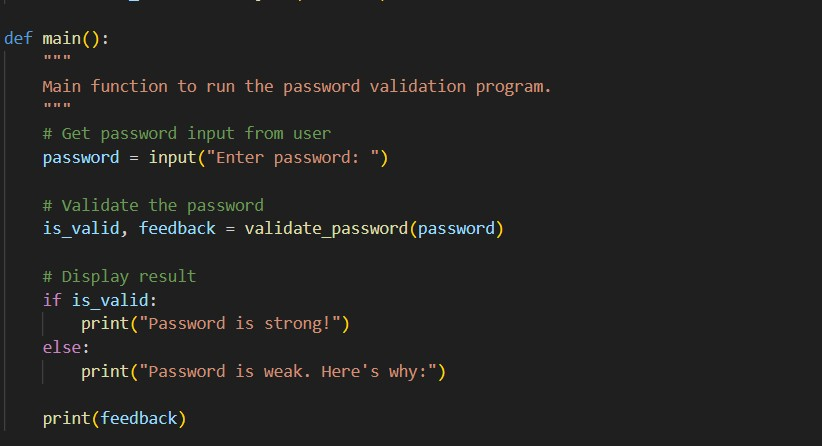 def main():
    """
    Main function to run the password validation program.
    """
    # Get password input from user
    password = input("Enter password: ")
    # Validate the password
    is_valid, feedback = validate_password(password)
    # Display result
    if is_valid:
        print("Password is strong!")
    else:
        print("Password is weak. Here's why:")
    print(feedback)